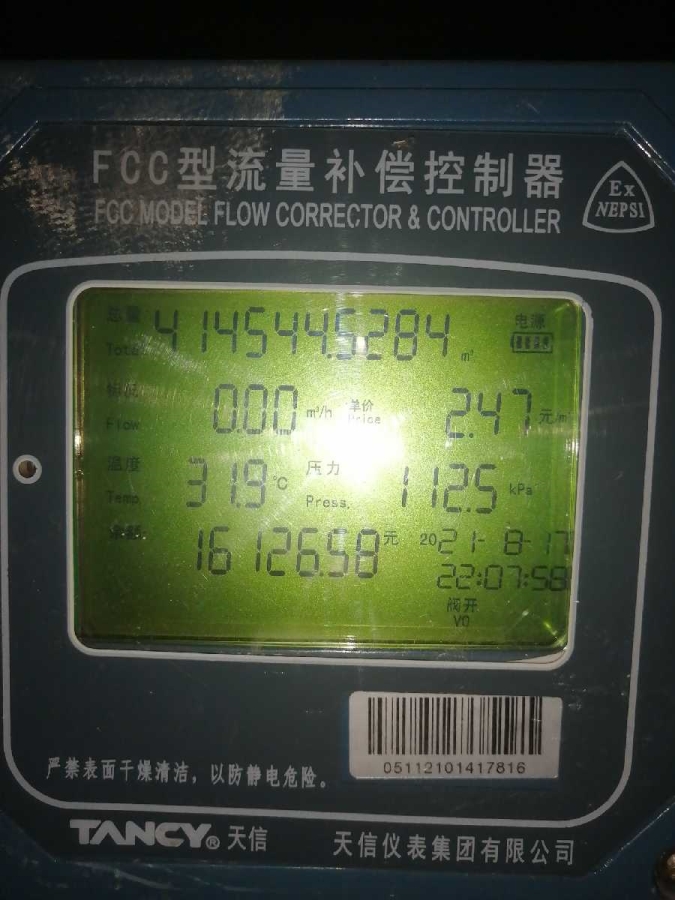 FCC型流量补偿控制器
FCC MODEL FLOW CORRECTOR & CONTROLLER
Ex
NEPSI
总量 4145445.5284 m³ 电源
Total
标况 0.00 m³/h 单价 2.47 元/m³
Flow Price
温度 31.9 ℃ 压力 112.5 kPa
Temp. Press.
余额 16126.58 元 2021-8-17
22:07:58
阀开
VO
05112101417816
严禁表面干燥清洁，以防静电危险。
TANCY® 天信
天信仪表集团有限公司